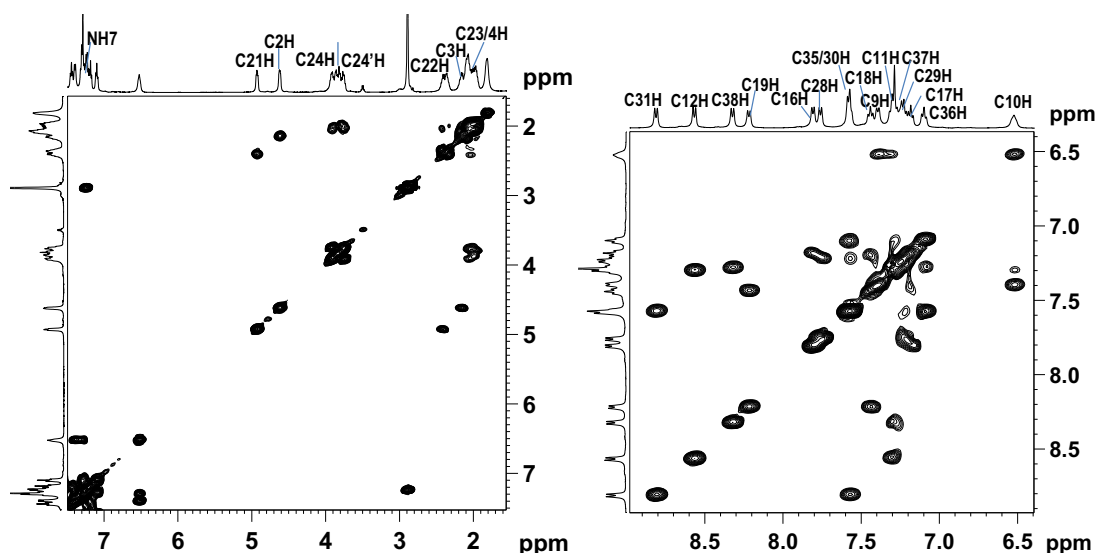 NH7
C21H
C2H
C24H
C24'H
C22H
C3H
C23/4H
ppm
2
3
4
5
6
7
7
6
5
4
3
2
ppm
C31H
C12H
C38H
C19H
C16H
C28H
C35/30H
C18H
C9H
C11H
C37H
C29H
C17H
C36H
C10H
ppm
6.5
7.0
7.5
8.0
8.5
8.5
8.0
7.5
7.0
6.5
ppm